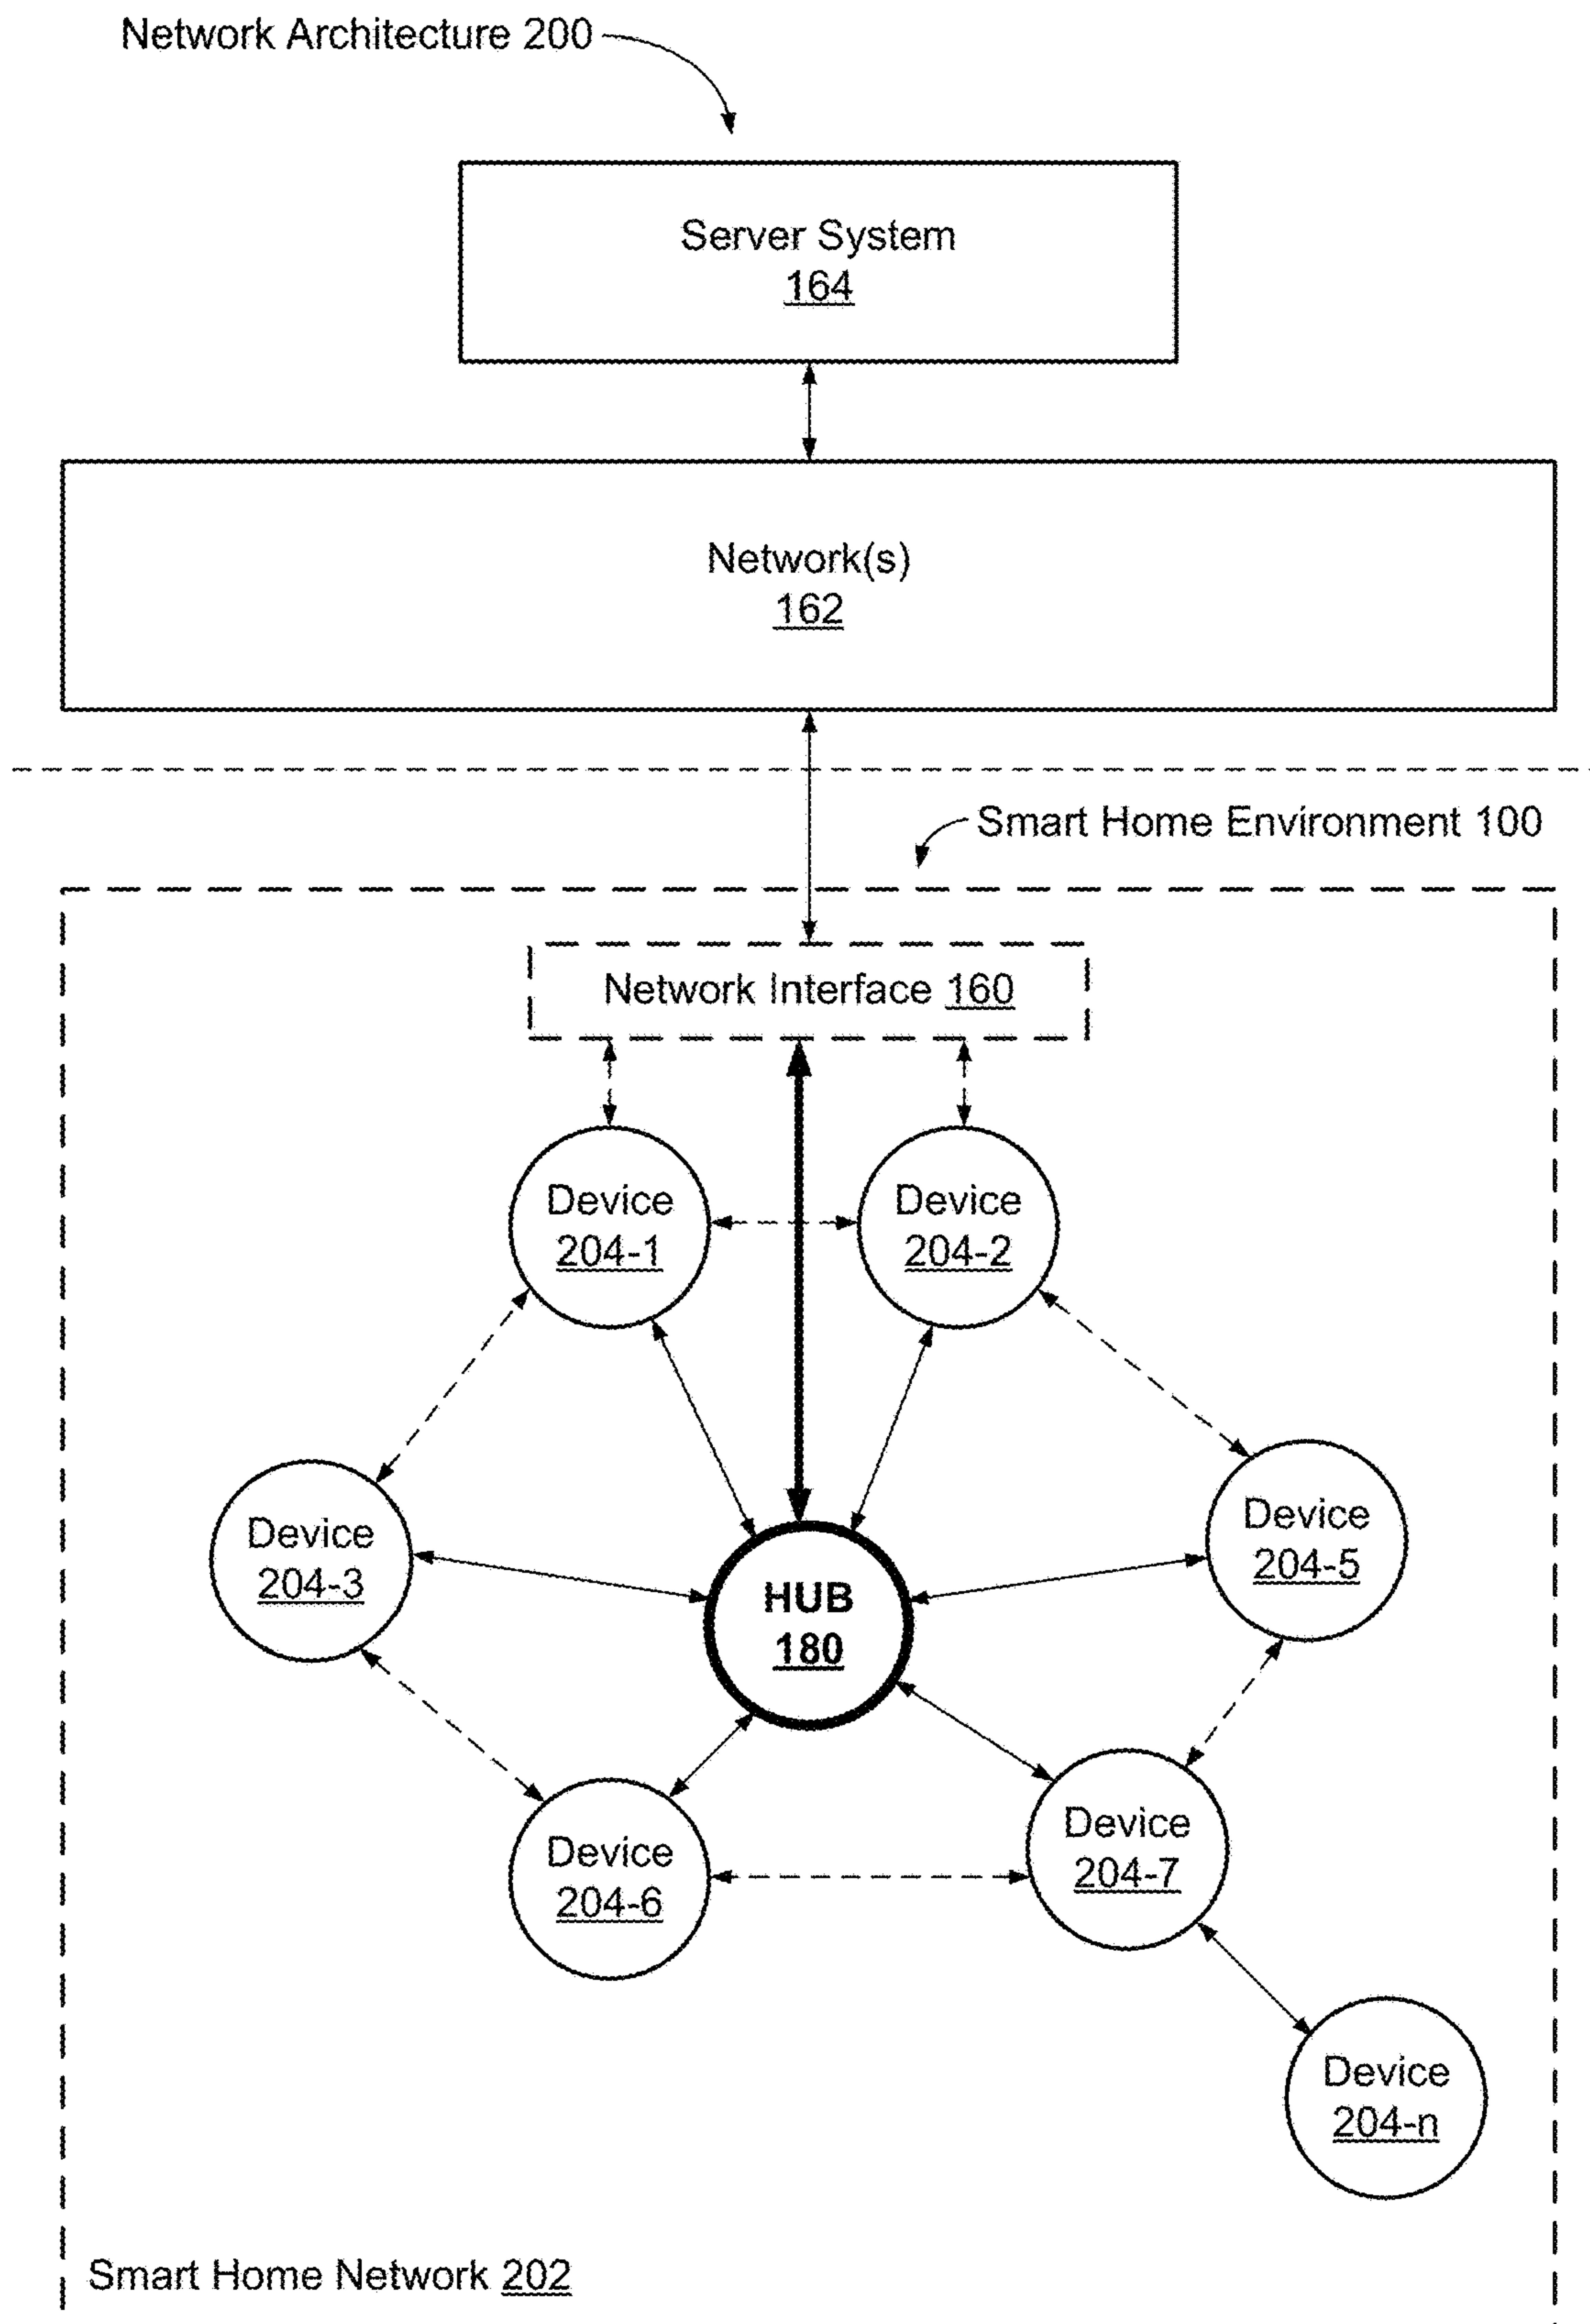 Network Architecture 200
Server System
164
Network(s)
162
Smart Home Environment 100
Network Interface 160
Device
204-1
Device
204-2
Device
204-3
Device
204-5
HUB
180
Device
204-6
Device
204-7
Device
204-n
Smart Home Network 202